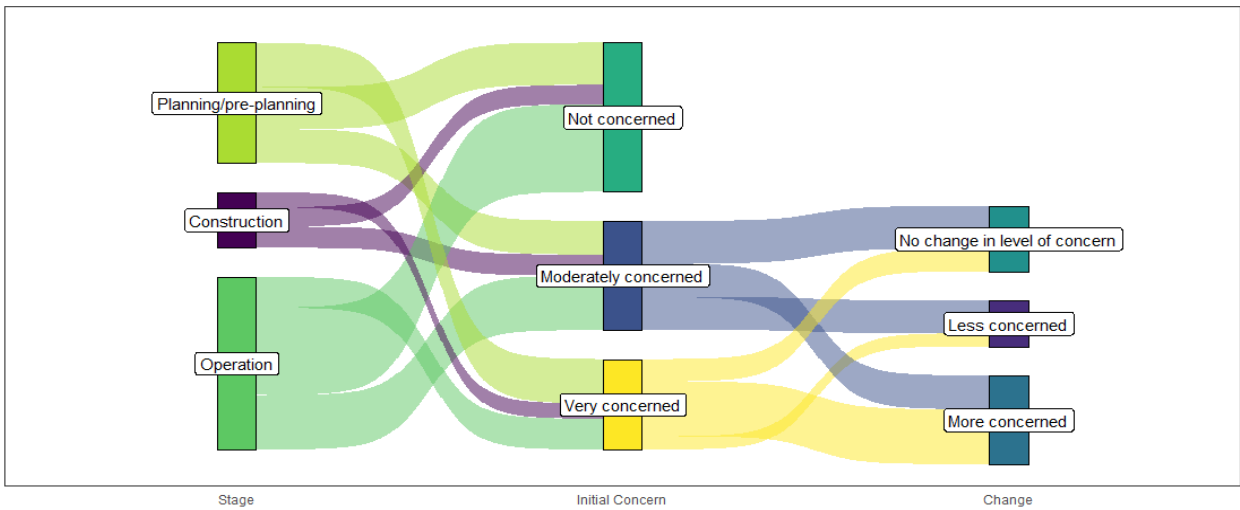 Planning/pre-planning
Construction
Operation
Not concerned
Moderately concerned
Very concerned
No change in level of concern
Less concerned
More concerned
Stage
Initial Concern
Change